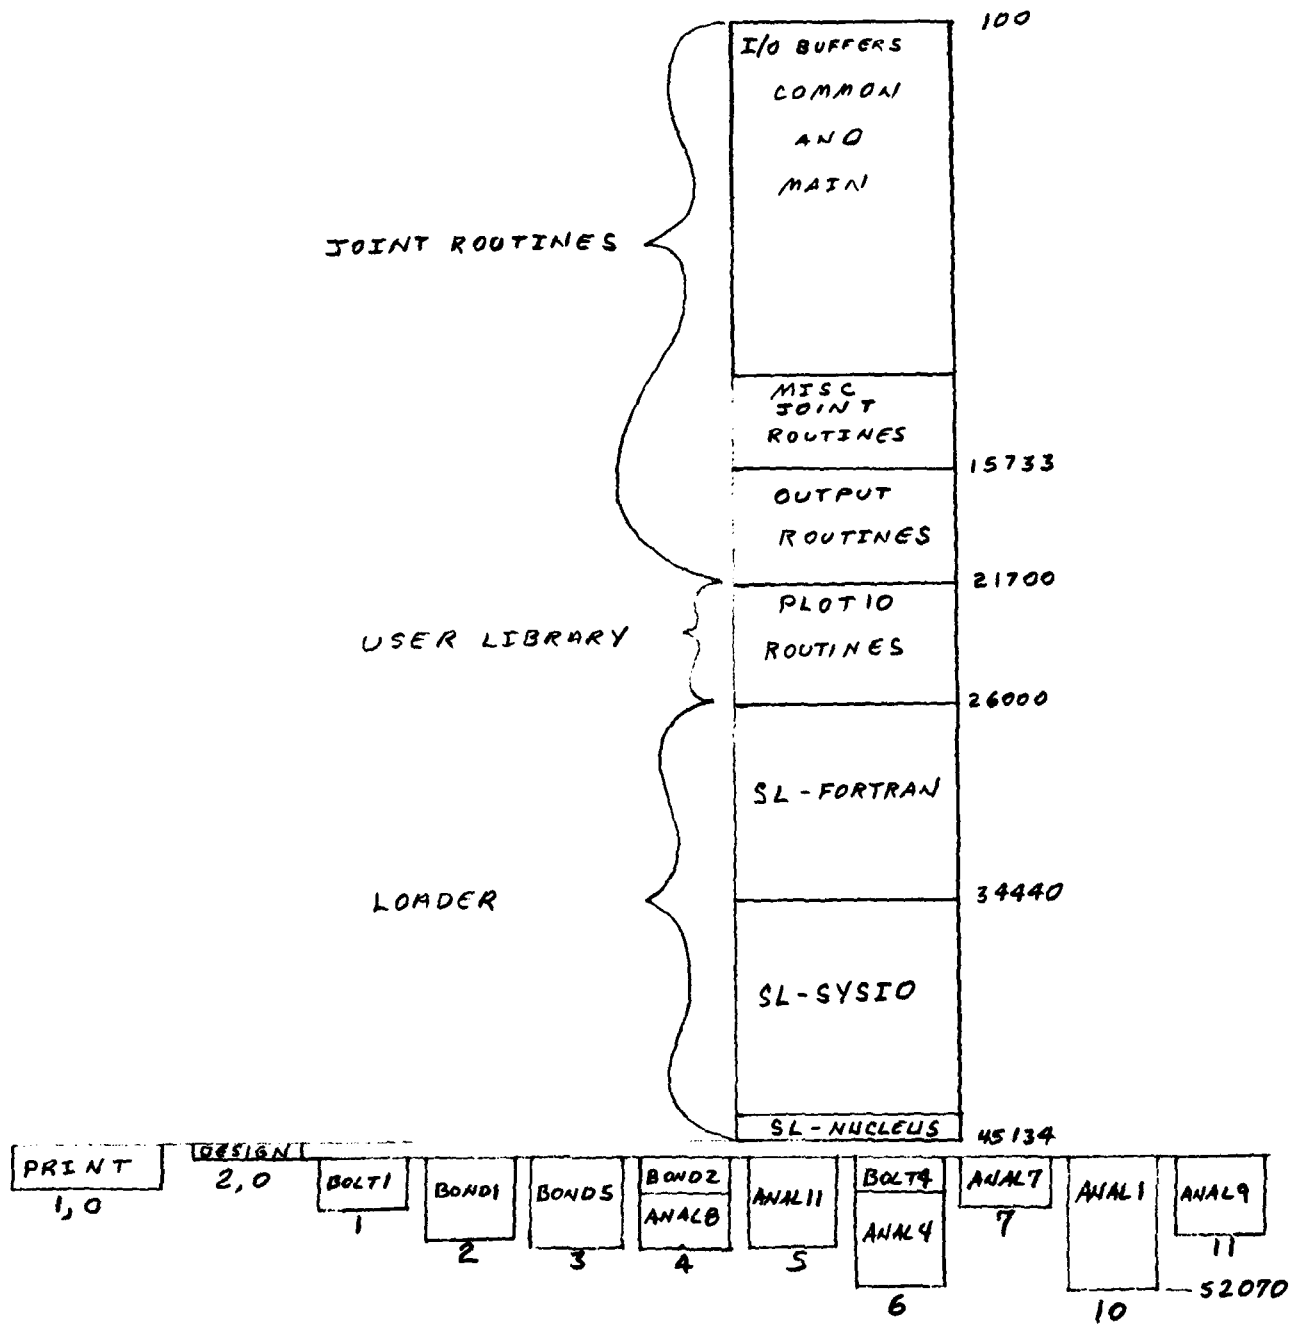 100
I/O BUFFERS
COMMON
AND
MAIN
JOINT ROUTINES
MISC
JOINT
ROUTINES
15733
OUTPUT
ROUTINES
21700
PLOT10
ROUTINES
USER LIBRARY
26000
SL-FORTRAN
34440
LOADER
SL-SYSIO
SL-NUCLEUS
45134
PRINT
1,0
DESIGN
2,0
BOLT1
1
BOND1
2
BOND5
3
BOND2
ANAL8
4
ANAL11
5
BOLT4
ANAL4
6
ANAL7
7
ANAL1
10
52070
ANAL9
11